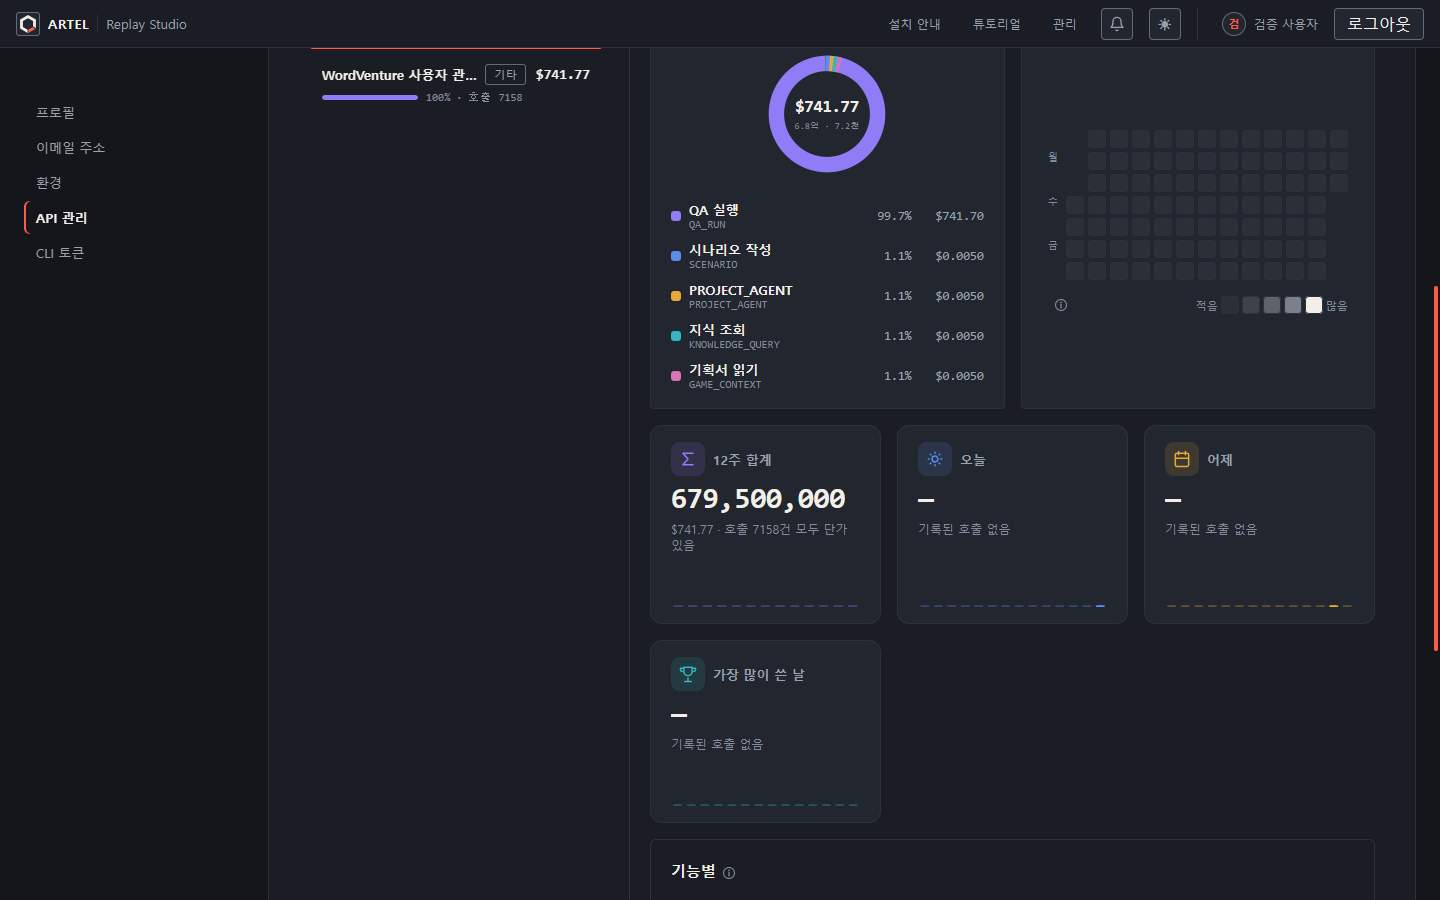 ARTEL Replay Studio
설치 안내 튜토리얼 관리 검 검증 사용자 로그아웃
프로필
이메일 주소
환경
API 관리
CLI 토큰
WordVenture 사용자 관... 기타 $741.77
100% · 호출 7158
$741.77
6.8억 · 7.2천
QA 실행 99.7% $741.70
QA_RUN
시나리오 작성 1.1% $0.0050
SCENARIO
PROJECT_AGENT 1.1% $0.0050
PROJECT_AGENT
지식 조회 1.1% $0.0050
KNOWLEDGE_QUERY
기획서 읽기 1.1% $0.0050
GAME_CONTEXT
월
수
금
적음 많음
12주 합계
679,500,000
$741.77 · 호출 7158건 모두 단가
있음
오늘
—
기록된 호출 없음
어제
—
기록된 호출 없음
가장 많이 쓴 날
—
기록된 호출 없음
기능별